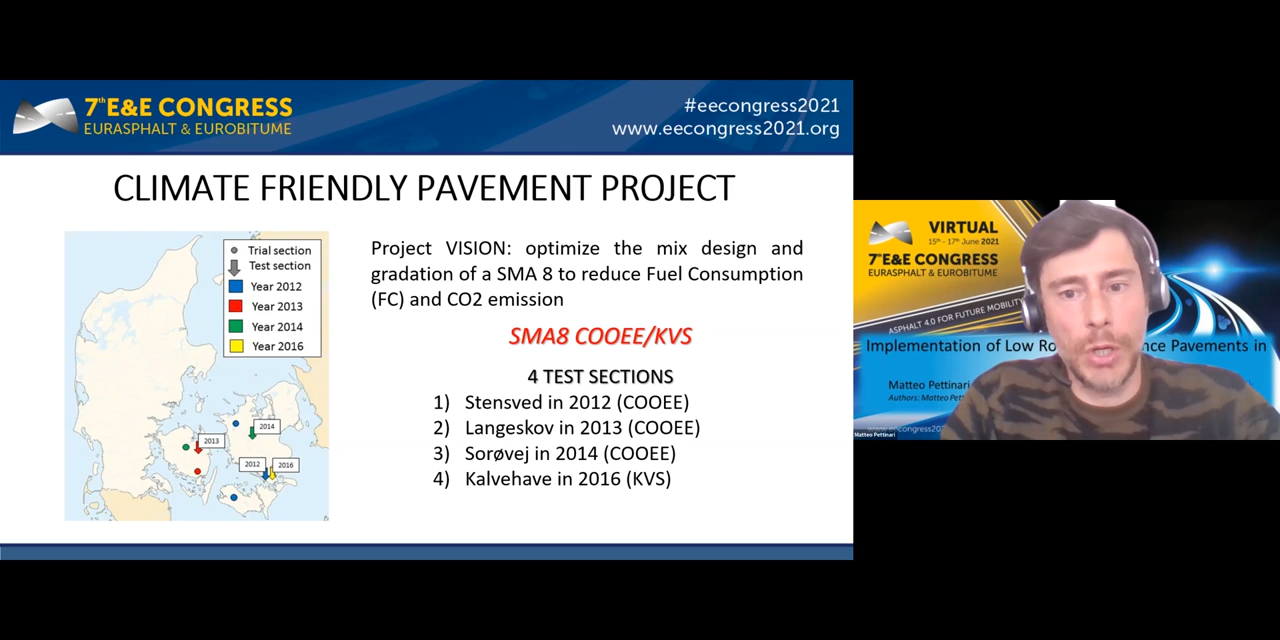 7th E&E CONGRESS
EURASPHALT & EUROBITUME
#eecongress2021
www.eecongress2021.org
CLIMATE FRIENDLY PAVEMENT PROJECT
Trial section
Test section
Year 2012
Year 2013
Year 2014
Year 2016
2014
2013
2012
2016
Project VISION: optimize the mix design and
gradation of a SMA 8 to reduce Fuel Consumption
(FC) and CO2 emission
SMA8 COOEE/KVS
4 TEST SECTIONS
1) Stensved in 2012 (COOEE)
2) Langeskov in 2013 (COOEE)
3) Sorøvej in 2014 (COOEE)
4) Kalvehave in 2016 (KVS)
VIRTUAL
15th - 17th June 2021
7th E&E CONGRESS
EURASPHALT & EUROBITUME
ASPHALT 4.0 FOR FUTURE MOBILITY
Implementation of Low Ro nce Pavements in
Matteo Pettinari
Authors: Matteo Pett
www.eecongress202
Matteo Pettinari